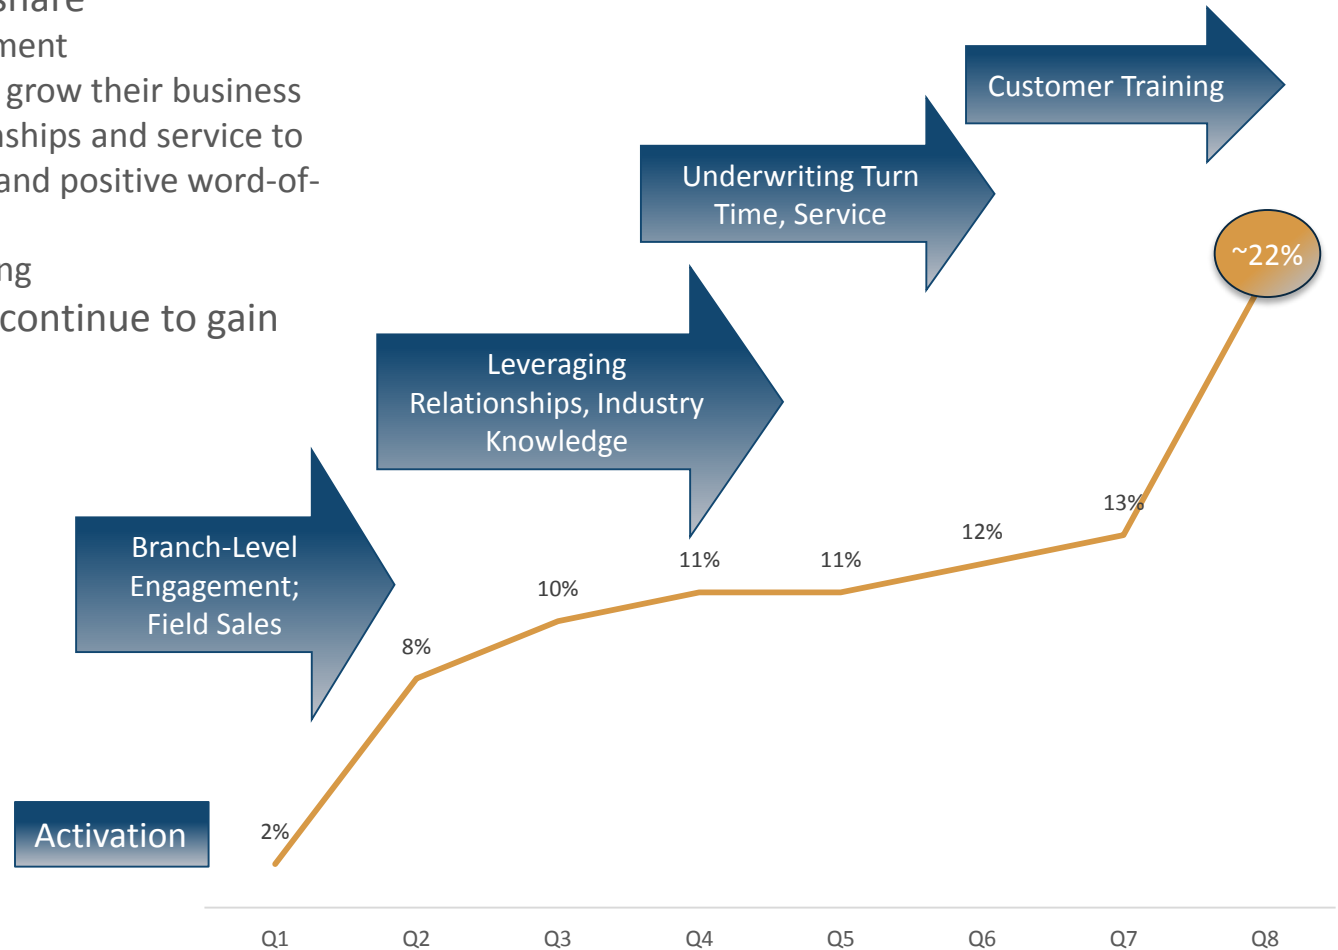 share
ment
grow their business
nships and service to
and positive word-of-
ng
continue to gain
Customer Training
Underwriting Turn
Time, Service
~22%
Leveraging
Relationships, Industry
Knowledge
Branch-Level
Engagement;
Field Sales
13%
12%
11%
11%
10%
8%
Activation
2%
Q1 Q2 Q3 Q4 Q5 Q6 Q7 Q8